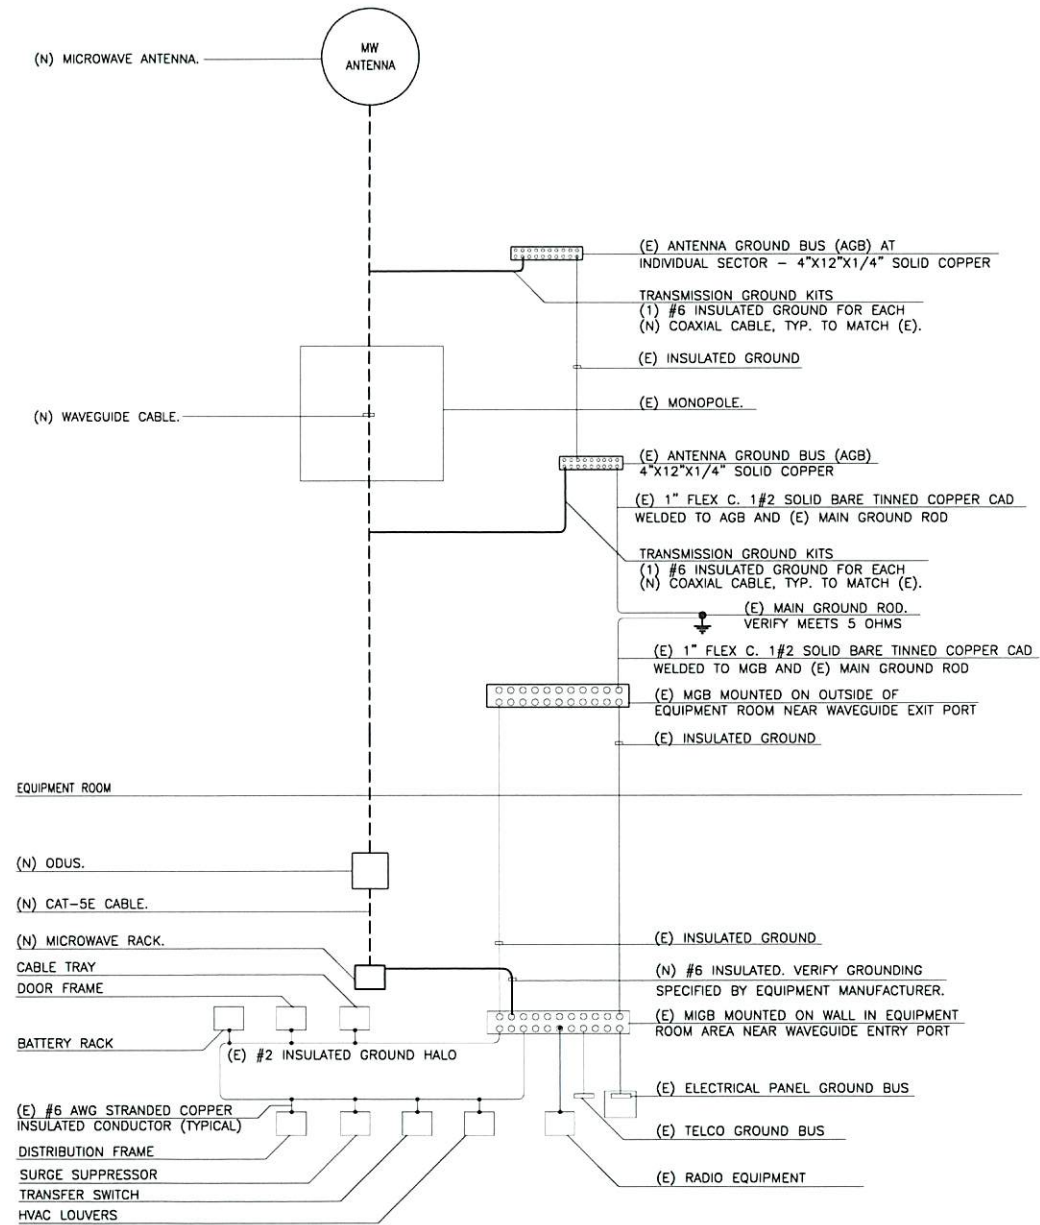 MW
ANTENNA
(N) MICROWAVE ANTENNA.
(E) ANTENNA GROUND BUS (AGB) AT
INDIVIDUAL SECTOR – 4"X12"X1/4" SOLID COPPER
TRANSMISSION GROUND KITS
(1) #6 INSULATED GROUND FOR EACH
(N) COAXIAL CABLE, TYP. TO MATCH (E).
(E) INSULATED GROUND
(E) MONOPOLE.
(N) WAVEGUIDE CABLE.
(E) ANTENNA GROUND BUS (AGB)
4"X12"X1/4" SOLID COPPER
(E) 1" FLEX C. 1#2 SOLID BARE TINNED COPPER CAD
WELDED TO AGB AND (E) MAIN GROUND ROD
TRANSMISSION GROUND KITS
(1) #6 INSULATED GROUND FOR EACH
(N) COAXIAL CABLE, TYP. TO MATCH (E).
(E) MAIN GROUND ROD.
VERIFY MEETS 5 OHMS
(E) 1" FLEX C. 1#2 SOLID BARE TINNED COPPER CAD
WELDED TO MGB AND (E) MAIN GROUND ROD
(E) MGB MOUNTED ON OUTSIDE OF
EQUIPMENT ROOM NEAR WAVEGUIDE EXIT PORT
(E) INSULATED GROUND
EQUIPMENT ROOM
(N) ODUS.
(N) CAT-5E CABLE.
(N) MICROWAVE RACK.
CABLE TRAY
DOOR FRAME
BATTERY RACK
(E) INSULATED GROUND
(N) #6 INSULATED. VERIFY GROUNDING
SPECIFIED BY EQUIPMENT MANUFACTURER.
(E) MIGB MOUNTED ON WALL IN EQUIPMENT
ROOM AREA NEAR WAVEGUIDE ENTRY PORT
(E) #2 INSULATED GROUND HALO
(E) ELECTRICAL PANEL GROUND BUS
(E) #6 AWG STRANDED COPPER
INSULATED CONDUCTOR (TYPICAL)
(E) TELCO GROUND BUS
DISTRIBUTION FRAME
SURGE SUPPRESSOR
(E) RADIO EQUIPMENT
TRANSFER SWITCH
HVAC LOUVERS